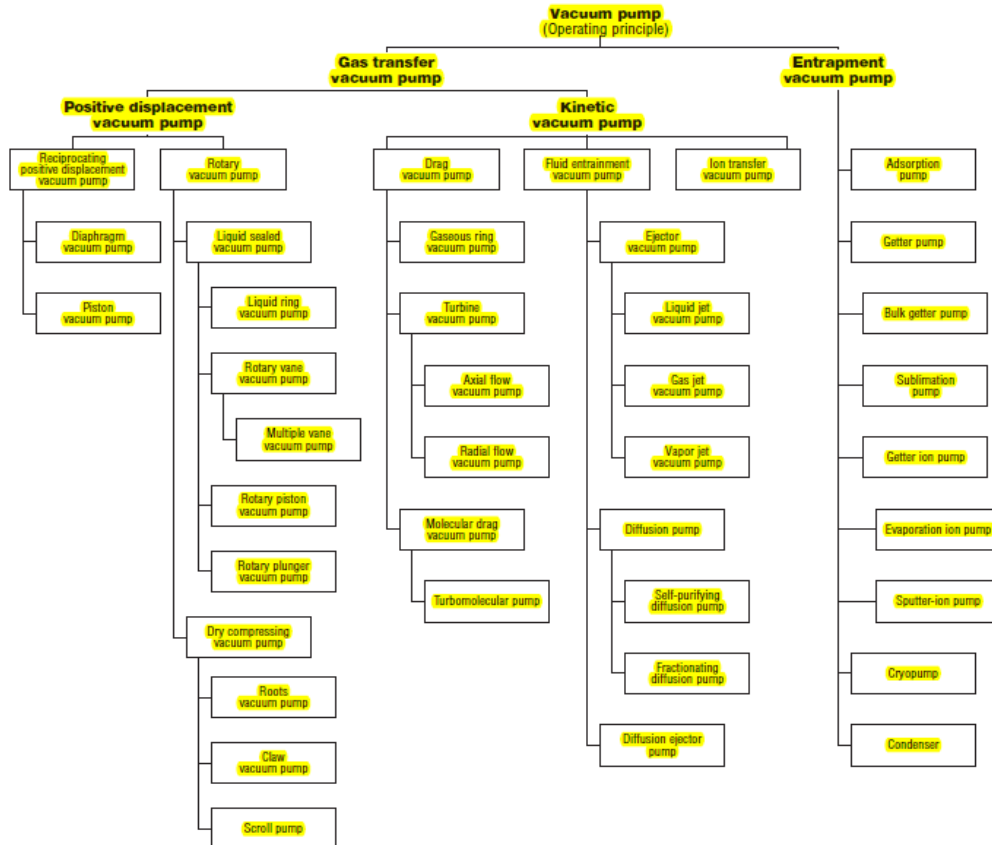 Vacuum pump
(Operating principle)
Gas transfer
vacuum pump
Entrapment
vacuum pump
Positive displacement
vacuum pump
Kinetic
vacuum pump
Reciprocating
positive displacement
vacuum pump
Rotary
vacuum pump
Drag
vacuum pump
Fluid entrainment
vacuum pump
Ion transfer
vacuum pump
Adsorption
pump
Diaphragm
vacuum pump
Liquid sealed
vacuum pump
Gaseous ring
vacuum pump
Ejector
vacuum pump
Getter pump
Piston
vacuum pump
Liquid ring
vacuum pump
Turbine
vacuum pump
Liquid jet
vacuum pump
Bulk getter pump
Rotary vane
vacuum pump
Axial flow
vacuum pump
Gas jet
vacuum pump
Sublimation
pump
Multiple vane
vacuum pump
Radial flow
vacuum pump
Vapor jet
vacuum pump
Getter ion pump
Rotary piston
vacuum pump
Molecular drag
vacuum pump
Diffusion pump
Evaporation ion pump
Rotary plunger
vacuum pump
Turbomolecular pump
Self-purifying
diffusion pump
Sputter-ion pump
Dry compressing
vacuum pump
Fractionating
diffusion pump
Cryopump
Roots
vacuum pump
Diffusion ejector
pump
Condenser
Claw
vacuum pump
Scroll pump